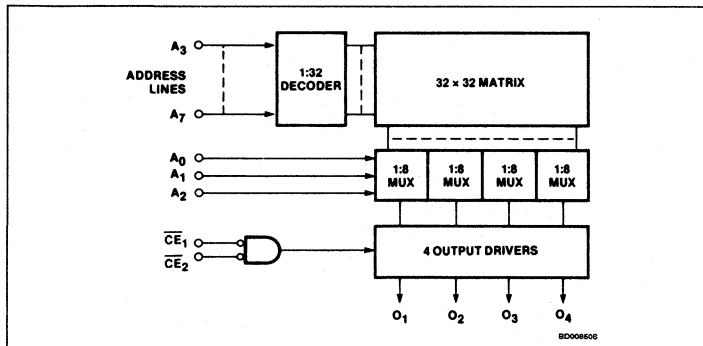 A3
ADDRESS
LINES
A7
1:32
DECODER
32 × 32 MATRIX
A0
A1
A2
1:8
MUX
1:8
MUX
1:8
MUX
1:8
MUX
CE1
CE2
4 OUTPUT DRIVERS
O1
O2
O3
O4
BD00850S